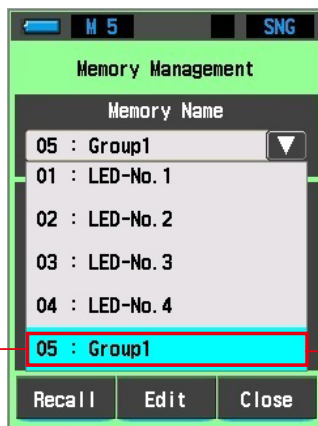 M 5 SNG
Memory Management
Memory Name
05 : Group1
01 : LED-No.1
02 : LED-No.2
03 : LED-No.3
04 : LED-No.4
05 : Group1
Recall Edit Close